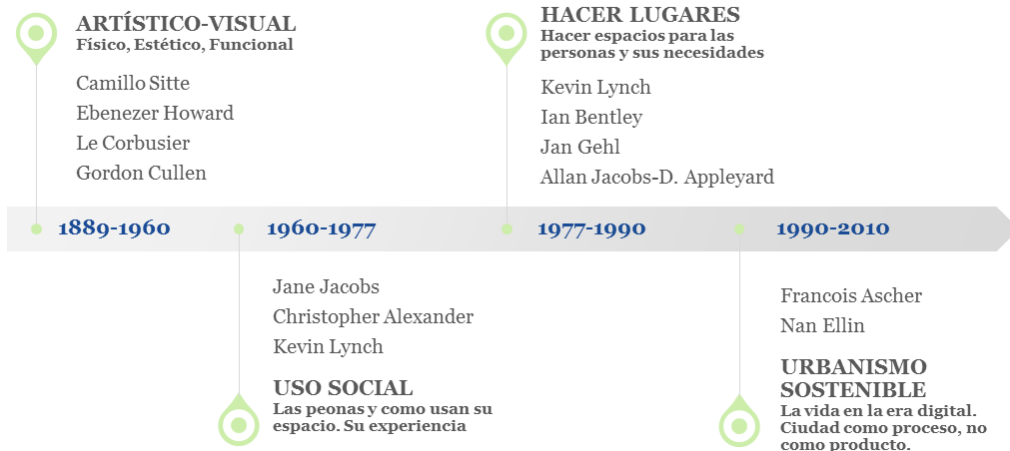 ARTÍSTICO-VISUAL
Físico, Estético, Funcional
Camillo Sitte
Ebenezer Howard
Le Corbusier
Gordon Cullen
HACER LUGARES
Hacer espacios para las
personas y sus necesidades
Kevin Lynch
Ian Bentley
Jan Gehl
Allan Jacobs-D. Appleyard
1889-1960
1960-1977
1977-1990
1990-2010
Jane Jacobs
Christopher Alexander
Kevin Lynch
USO SOCIAL
Las peonas y como usan su
espacio. Su experiencia
Francois Ascher
Nan Ellin
URBANISMO
SOSTENIBLE
La vida en la era digital.
Ciudad como proceso, no
como producto.